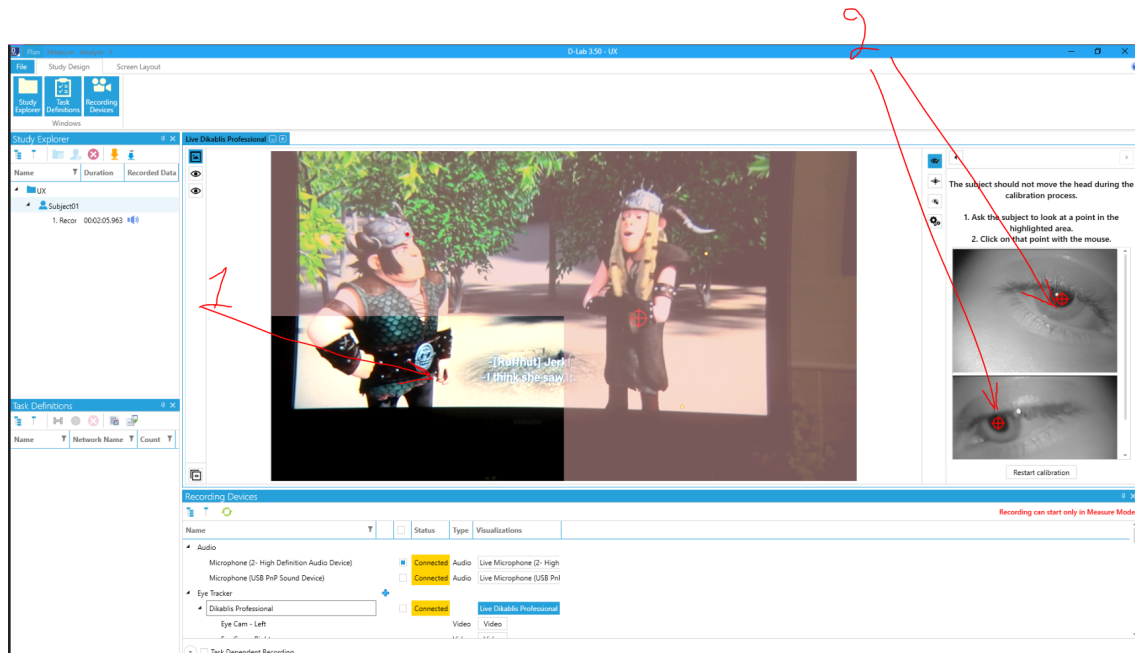 2
D-Lab 3.50 - UX
Plan Measure Analyse
File Study Design Screen Layout
Study Explorer
Task Definitions
Recording Devices
Windows
Study Explorer
Name Duration Recorded Data
UX
Subject01
1. Recor 00:02:05.963
Live Dikablis Professional
1
-[Ruffnut] Jerk
-I think she saw
The subject should not move the head during the
calibration process.
1. Ask the subject to look at a point in the
highlighted area.
2. Click on that point with the mouse.
Restart calibration
Task Definitions
Name Network Name Count
Recording Devices
Recording can start only in Measure Mode
Name Status Type Visualizations
Audio
Microphone (2- High Definition Audio Device) Connected Audio Live Microphone (2- High
Microphone (USB PnP Sound Device) Connected Audio Live Microphone (USB PnI
Eye Tracker
Dikablis Professional Connected Live Dikablis Professional
Eye Cam - Left Video Video
Task Dependent Recording